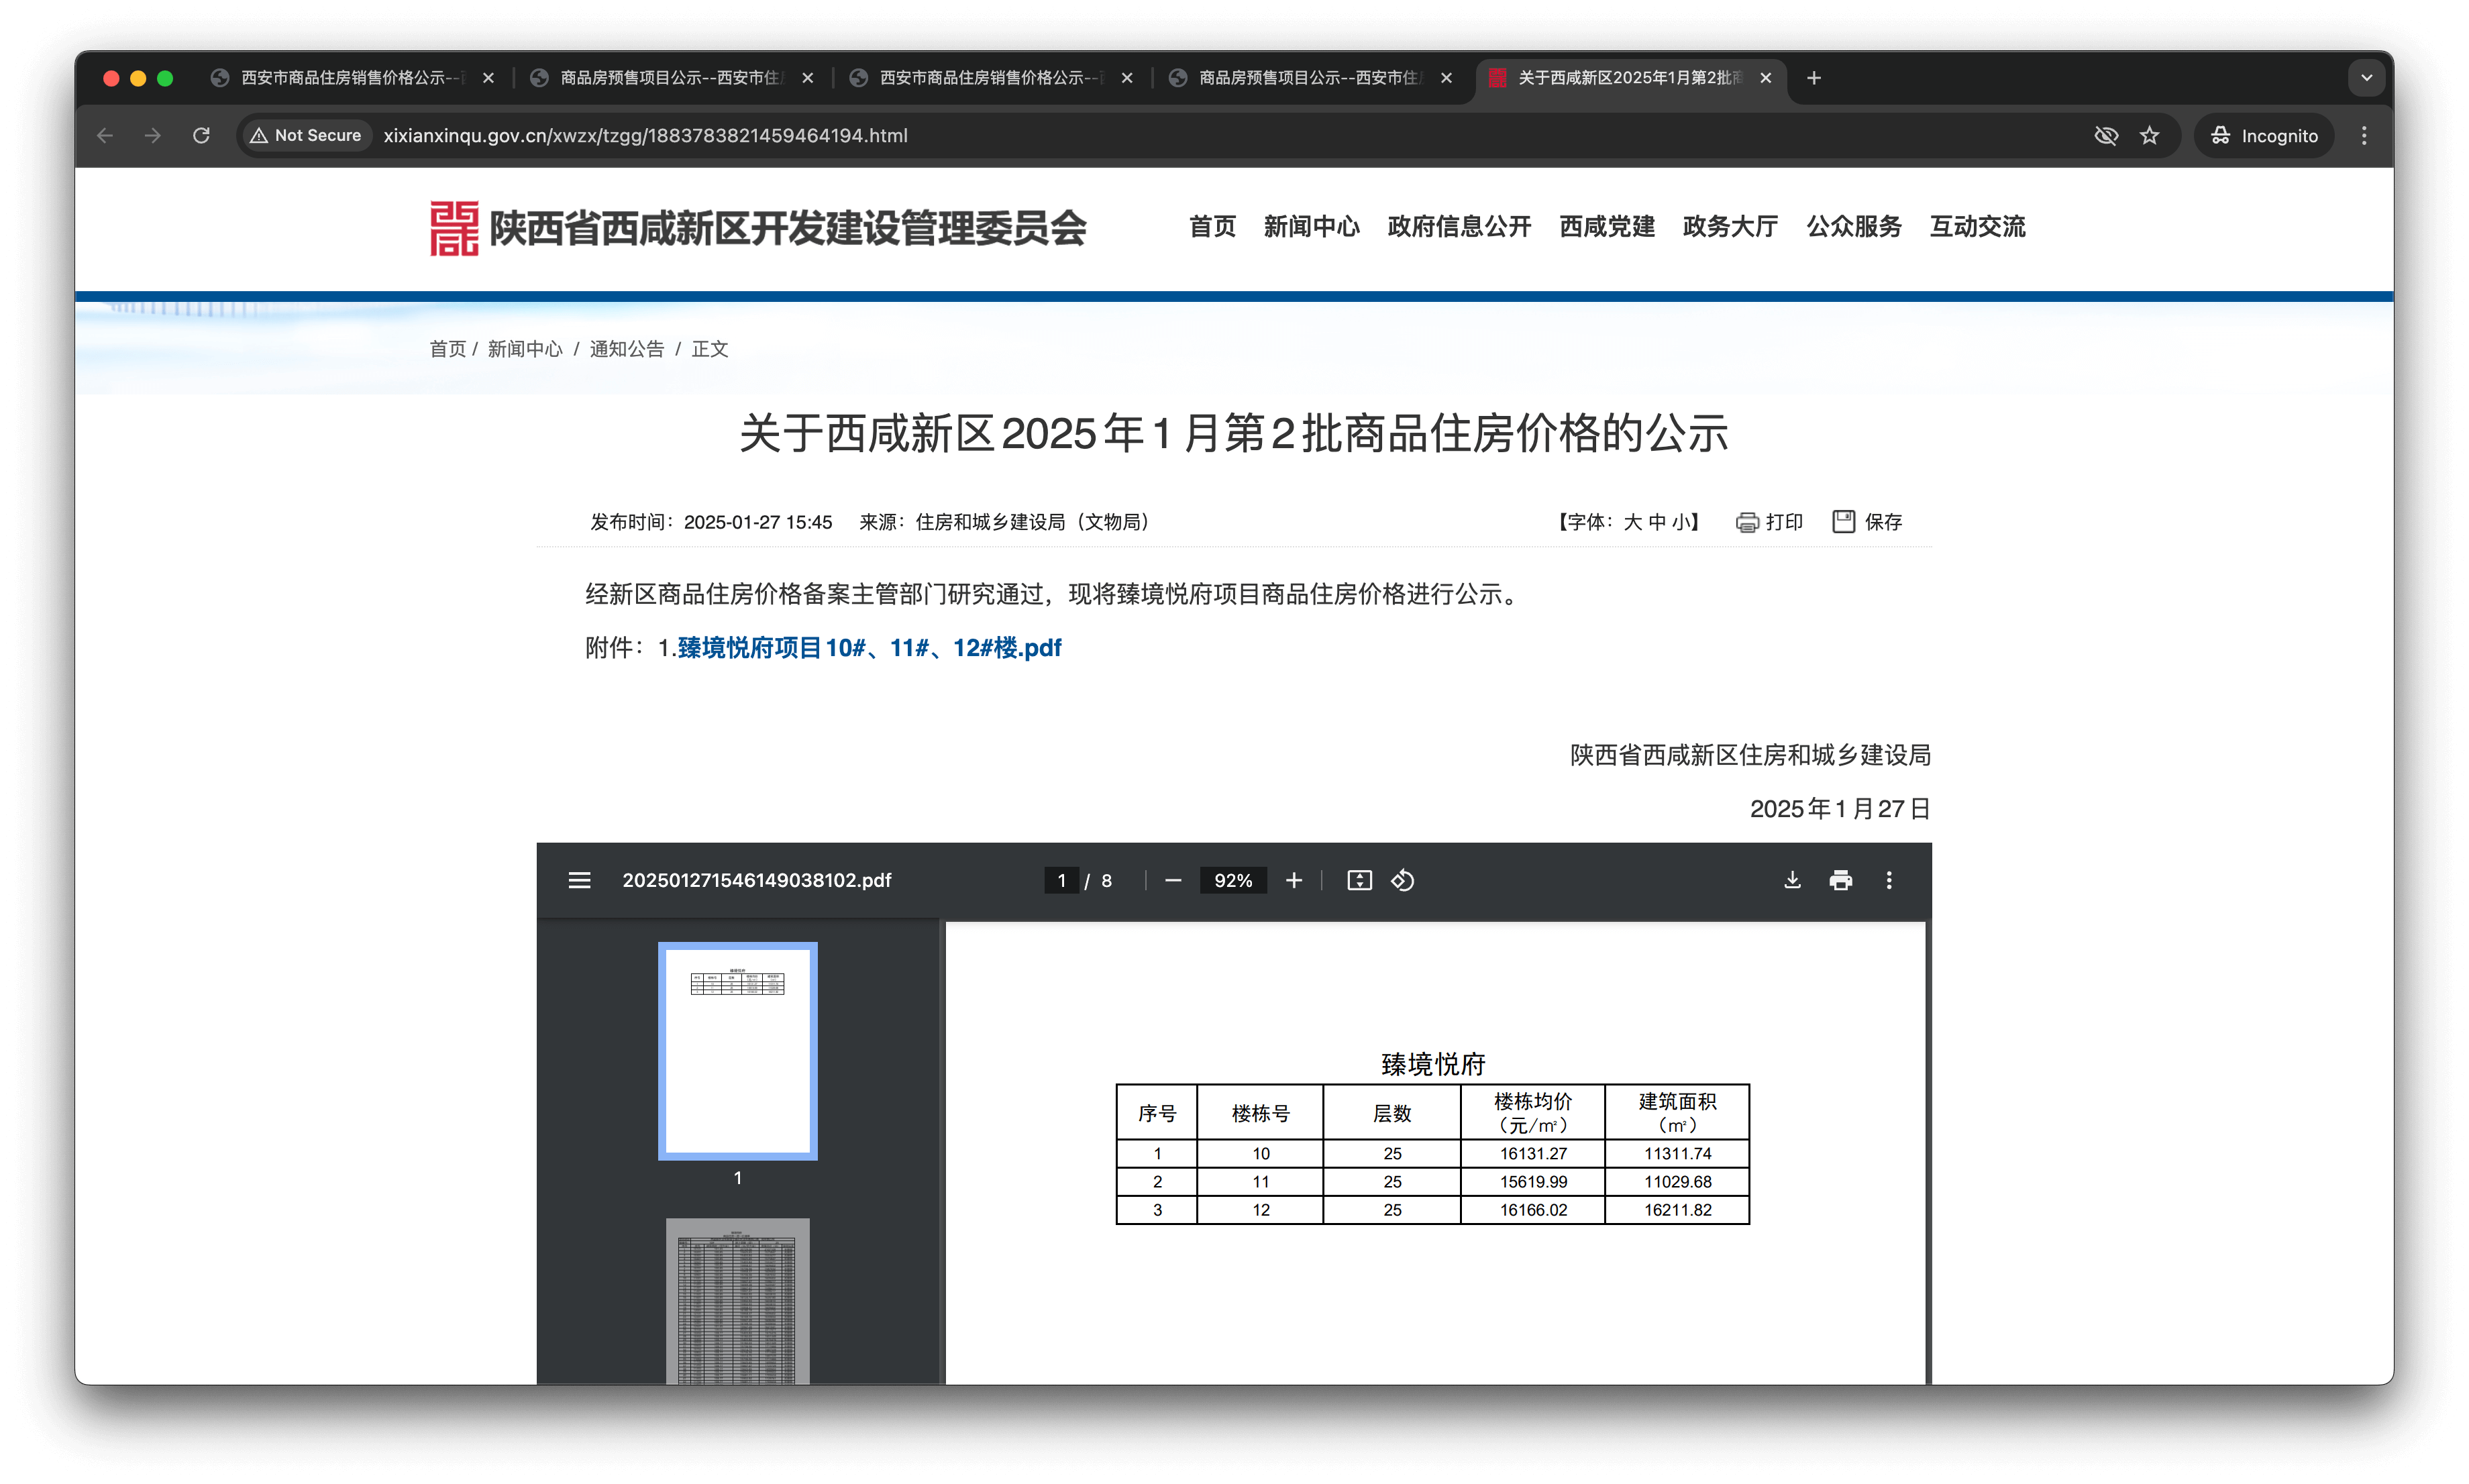 西安市商品住房销售价格公示--
商品房预售项目公示--西安市住
西安市商品住房销售价格公示--
商品房预售项目公示--西安市住
关于西咸新区2025年1月第2批商
Not Secure
xixianxinqu.gov.cn/xwzx/tzgg/1883783821459464194.html
Incognito
陕西省西咸新区开发建设管理委员会
首页 新闻中心 政府信息公开 西咸党建 政务大厅 公众服务 互动交流
首页 / 新闻中心 / 通知公告 / 正文
关于西咸新区2025年1月第2批商品住房价格的公示
发布时间：2025-01-27 15:45 来源：住房和城乡建设局（文物局）
【字体：大 中 小】 打印 保存
经新区商品住房价格备案主管部门研究通过，现将臻境悦府项目商品住房价格进行公示。
附件：1.臻境悦府项目10#、11#、12#楼.pdf
陕西省西咸新区住房和城乡建设局
2025年1月27日
202501271546149038102.pdf
1 / 8
92%
1
臻境悦府
序号 楼栋号 层数 楼栋均价（元/㎡） 建筑面积（㎡）
1 10 25 16131.27 11311.74
2 11 25 15619.99 11029.68
3 12 25 16166.02 16211.82